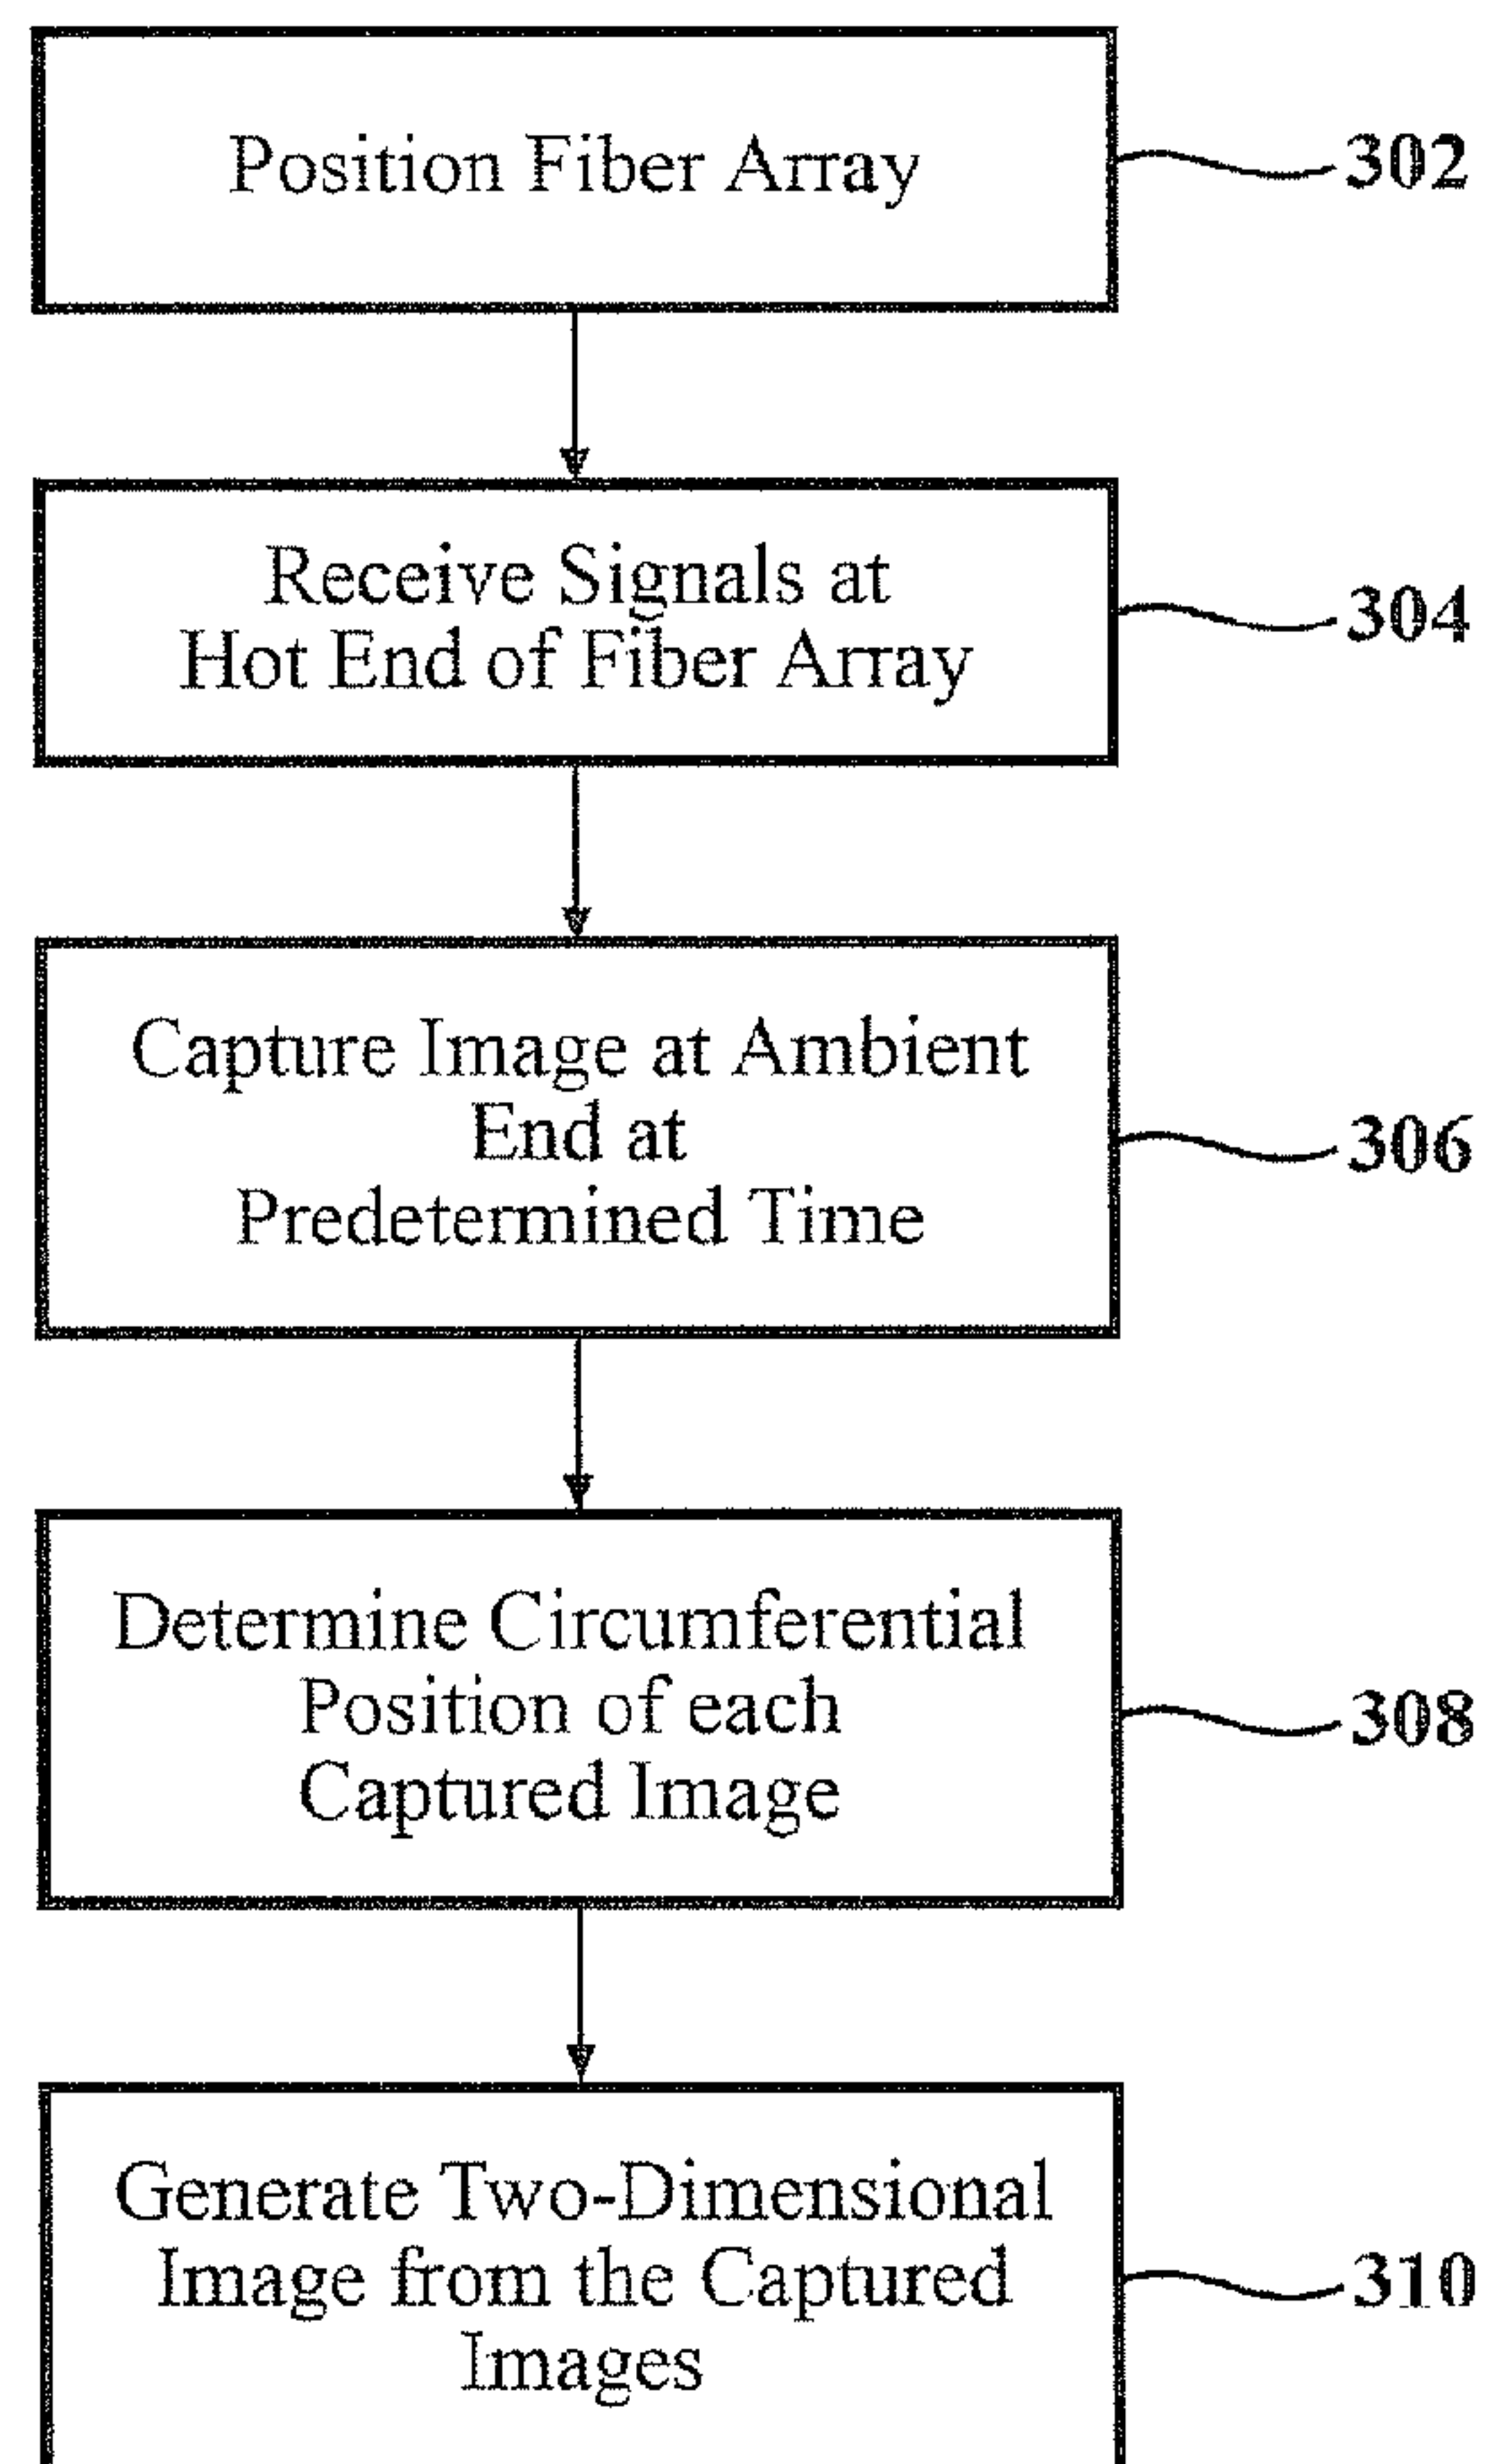 Position Fiber Array
302
Receive Signals at
Hot End of Fiber Array
304
Capture Image at Ambient
End at
Predetermined Time
306
Determine Circumferential
Position of each
Captured Image
308
Generate Two-Dimensional
Image from the Captured
Images
310